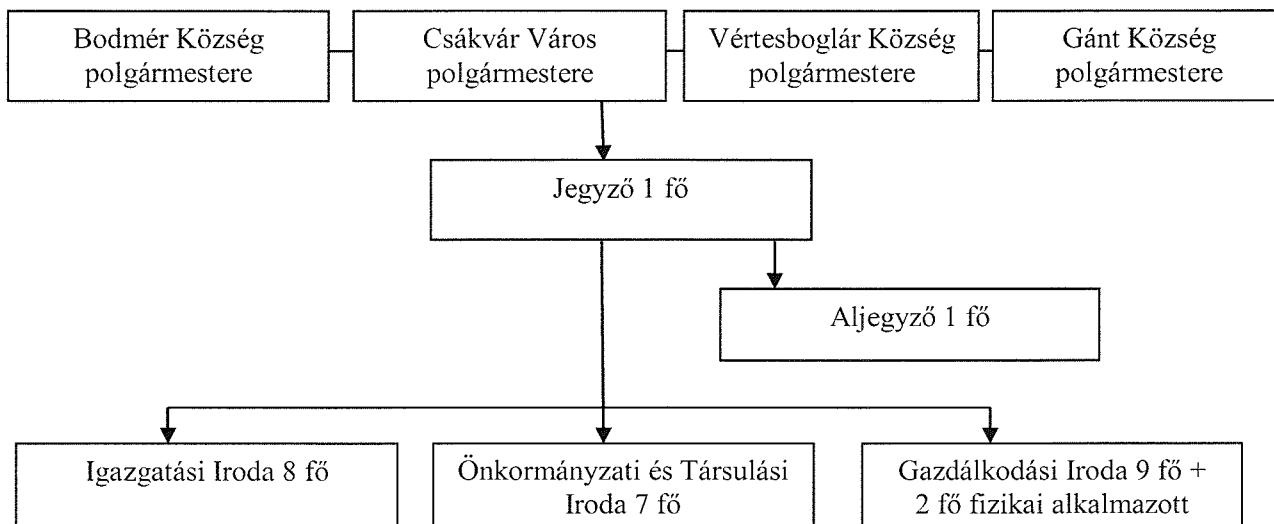 Bodmér Község
polgármestere
Csákvár Város
polgármestere
Vértesboglár Község
polgármestere
Gánt Község
polgármestere
Jegyző 1 fő
Aljegyző 1 fő
Igazgatási Iroda 8 fő
Önkormányzati és Társulási
Iroda 7 fő
Gazdálkodási Iroda 9 fő +
2 fő fizikai alkalmazott